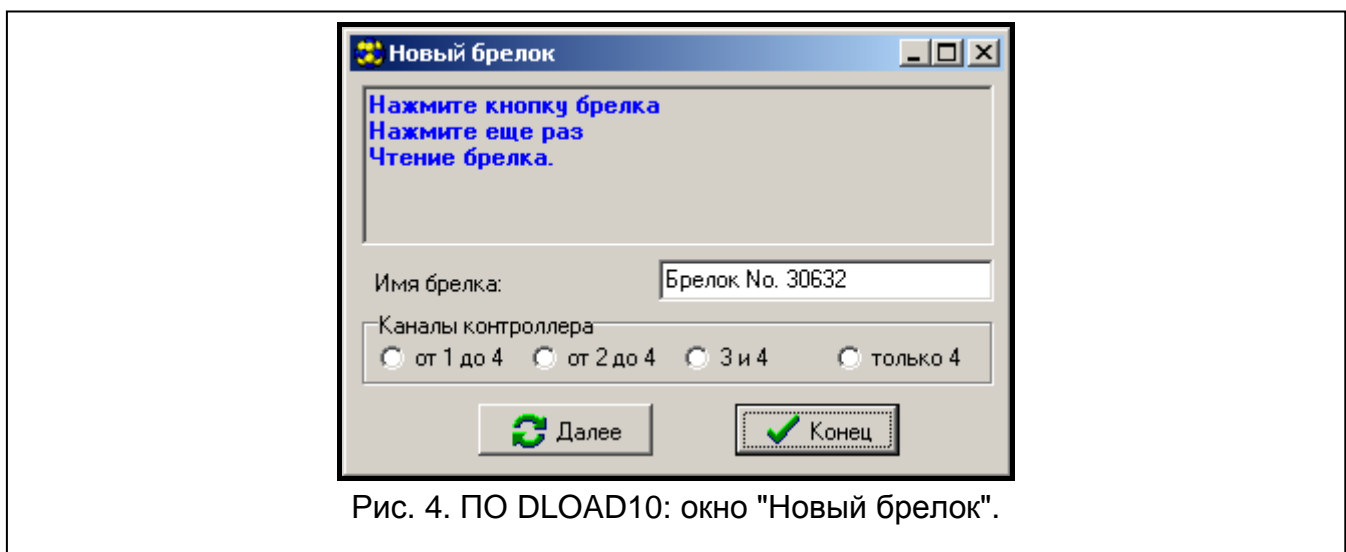 Новый брелок
Нажмите кнопку брелка
Нажмите еще раз
Чтение брелка.
Имя брелка: Брелок No. 30632
Каналы контроллера
от 1 до 4 от 2 до 4 3 и 4 только 4
Далее Конец
Рис. 4. ПО DLOAD10: окно "Новый брелок".